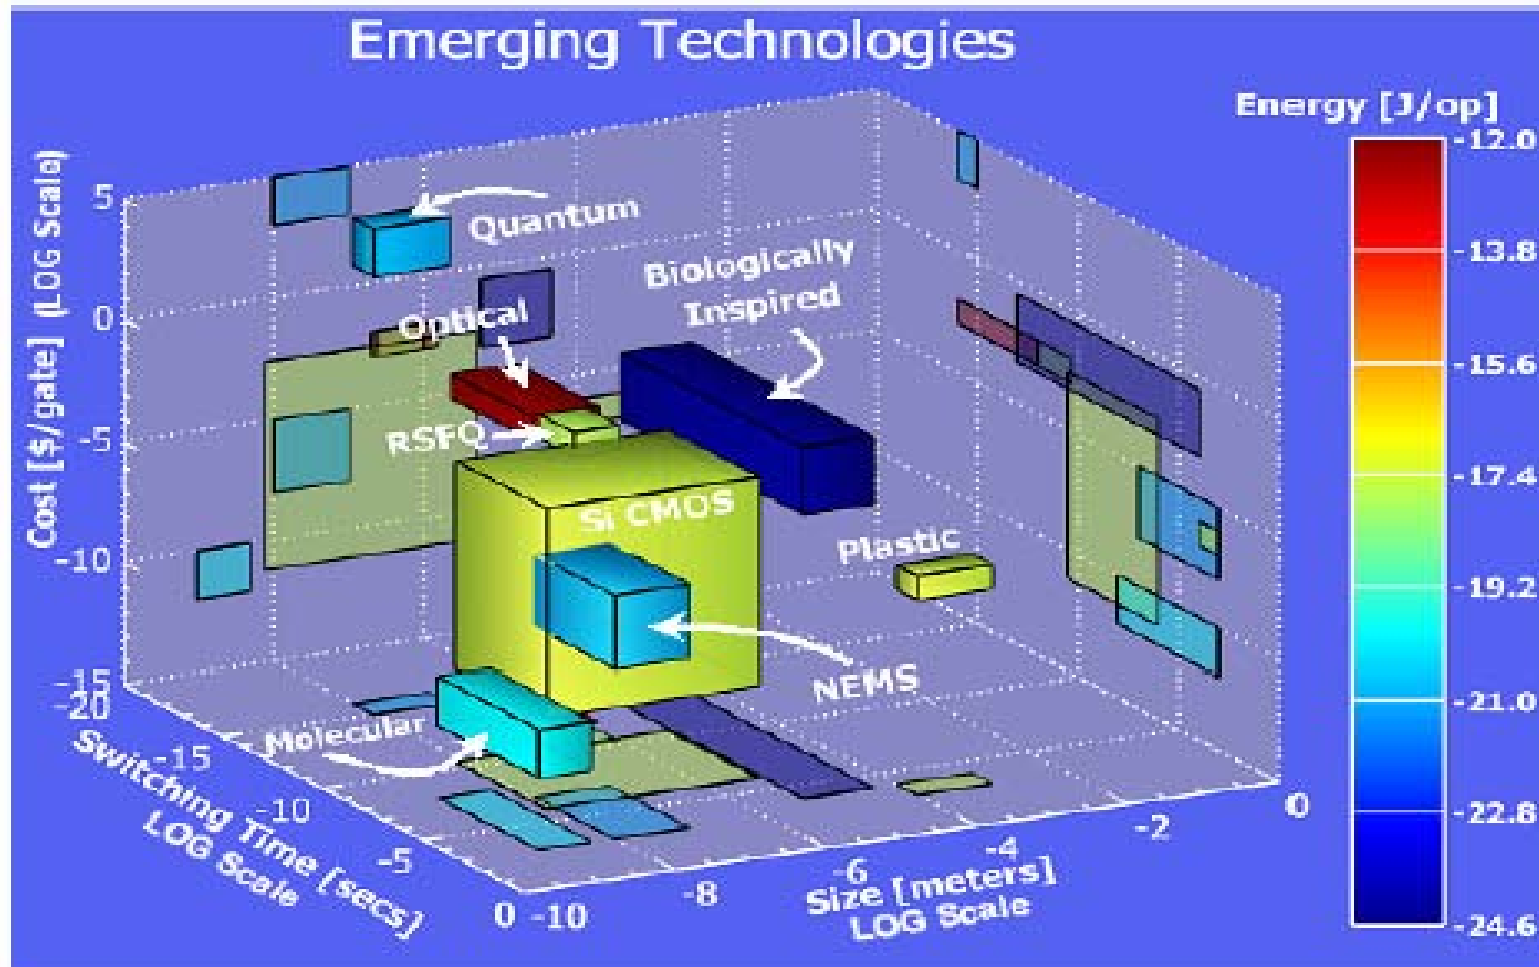 Emerging Technologies
Energy [J/op]
-12.0
-13.8
-15.6
-17.4
-19.2
-21.0
-22.8
-24.6
Cost [$/gate] (LOG Scale)
5
0
-5
-10
-15
Quantum
Biologically
Inspired
Optical
RSFQ
Si CMOS
Plastic
NEMS
Molecular
-20
-15
-10
-5
0
Switching Time [secs]
LOG Scale
-10
-8
-6
-4
-2
0
Size [meters]
LOG Scale